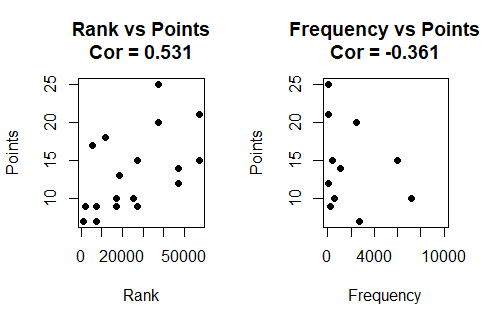 Rank vs Points
Cor = 0.531
Points
25
20
15
10
0 20000 50000
Rank
Frequency vs Points
Cor = -0.361
Points
25
20
15
10
0 4000 10000
Frequency